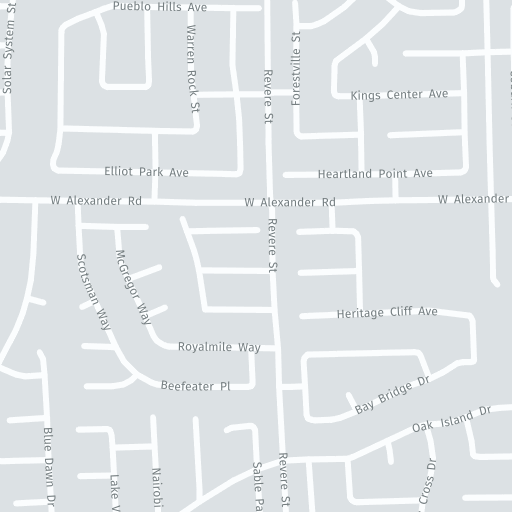 Pueblo Hills Ave
Solar System St
Warren Rock St
Revere St
Forestville St
Kings Center Ave
Elliot Park Ave
Heartland Point Ave
W Alexander Rd
W Alexander Rd
W Alexander
Revere St
Scotsman Way
McGregor Way
Heritage Cliff Ave
Royalmile Way
Beefeater Pl
Bay Bridge Dr
Oak Island Dr
Blue Dawn Dr
Lake
Nairobi
Sable
Revere St
cross Dr